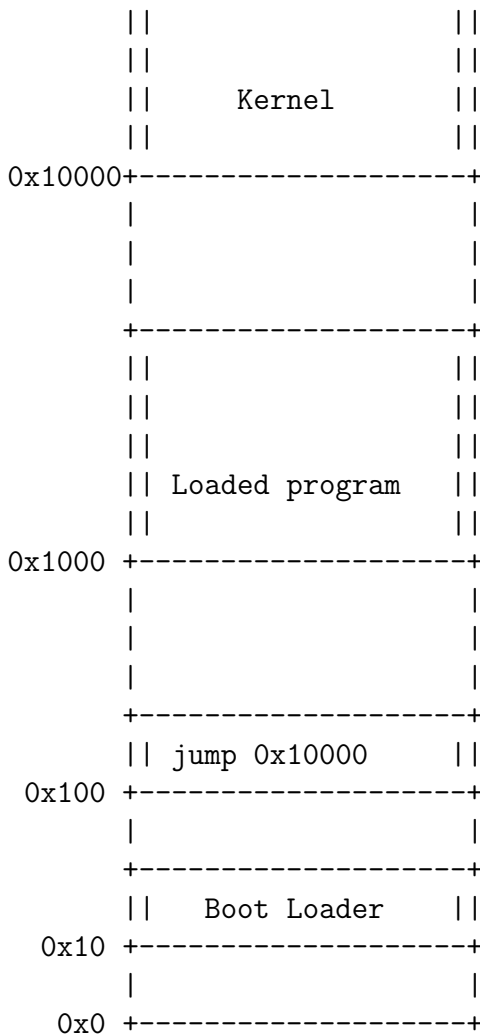 ||                   ||
||                   ||
||      Kernel       ||
||                   ||
0x10000+--------------------+
|                    |
|                    |
|                    |
+--------------------+
||                   ||
||                   ||
||                   ||
|| Loaded program    ||
||                   ||
0x1000 +--------------------+
|                    |
|                    |
|                    |
+--------------------+
|| jump 0x10000      ||
0x100 +--------------------+
|                    |
+--------------------+
||   Boot Loader     ||
0x10 +--------------------+
|                    |
0x0 +--------------------+